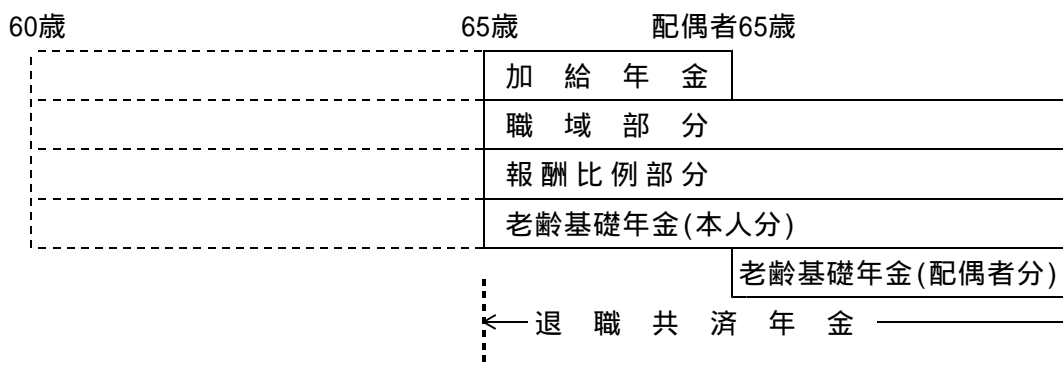 60歳 65歳 配偶者65歳
加給年金
職域部分
報酬比例部分
老齢基礎年金(本人分)
老齢基礎年金(配偶者分)
退職共済年金